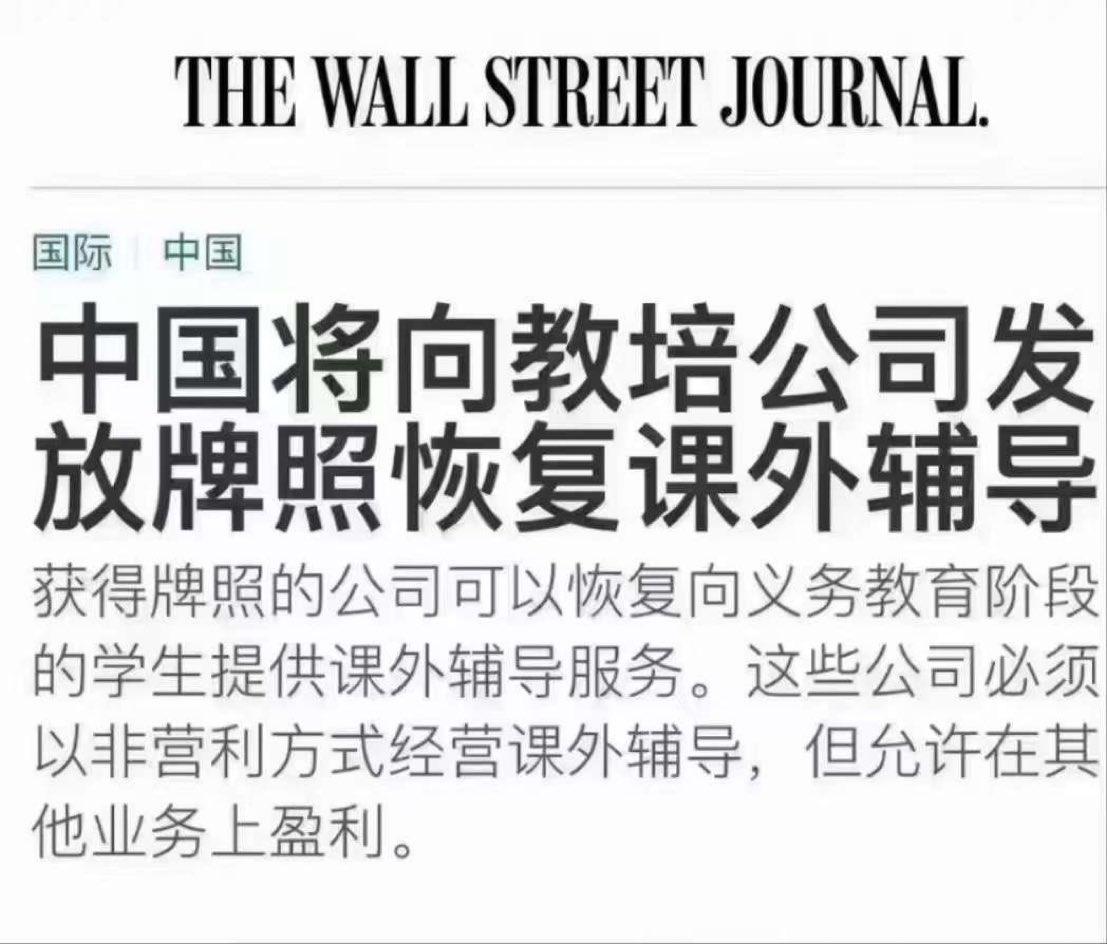 THE WALL STREET JOURNAL.
国际 | 中国
中国将向教培公司发
放牌照恢复课外辅导
获得牌照的公司可以恢复向义务教育阶段
的学生提供课外辅导服务。这些公司必须
以非营利方式经营课外辅导，但允许在其
他业务上盈利。